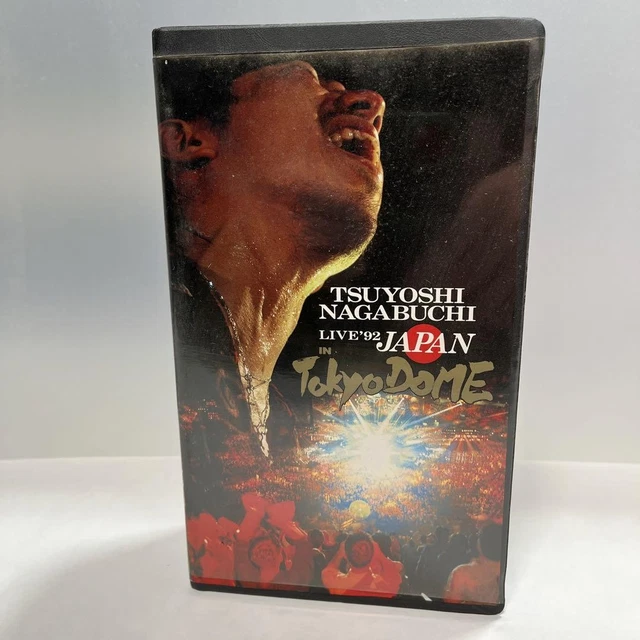 TSUYOSHI
NAGABUCHI
LIVE'92 JAPAN
IN
Tokyo DOME